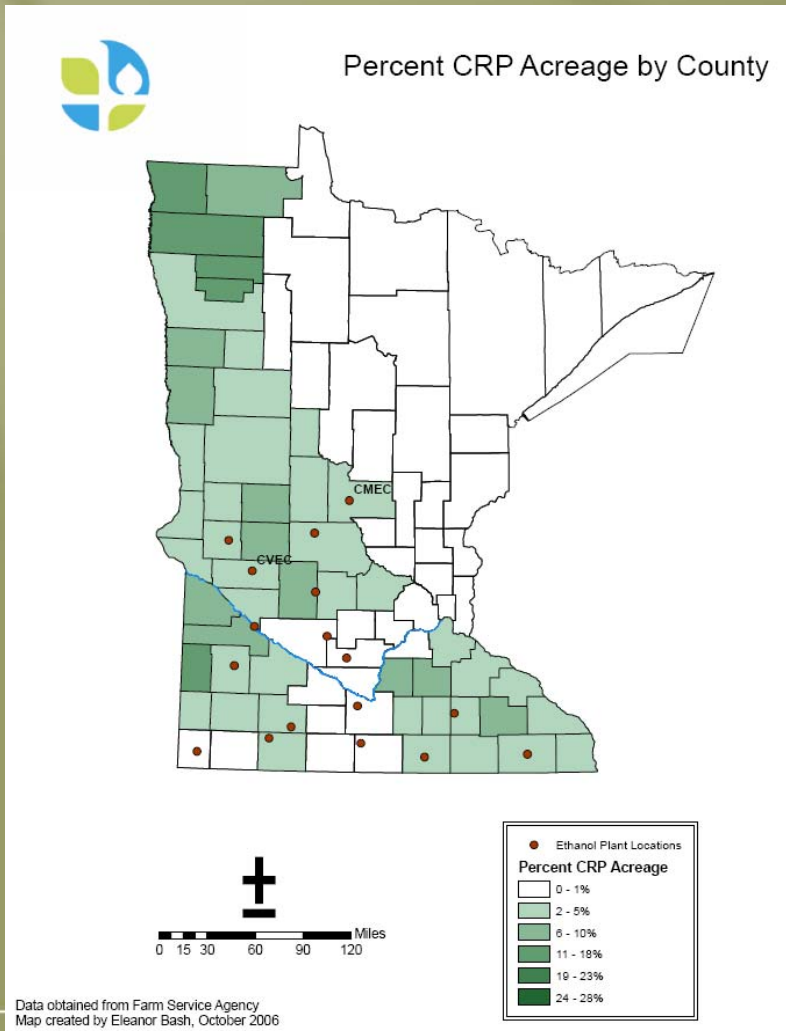 Percent CRP Acreage by County
CMEC
CVEC
Ethanol Plant Locations
Percent CRP Acreage
0 - 1%
2 - 5%
6 - 10%
11 - 18%
19 - 23%
24 - 28%
Miles
0 15 30 60 90 120
Data obtained from Farm Service Agency
Map created by Eleanor Bash, October 2006